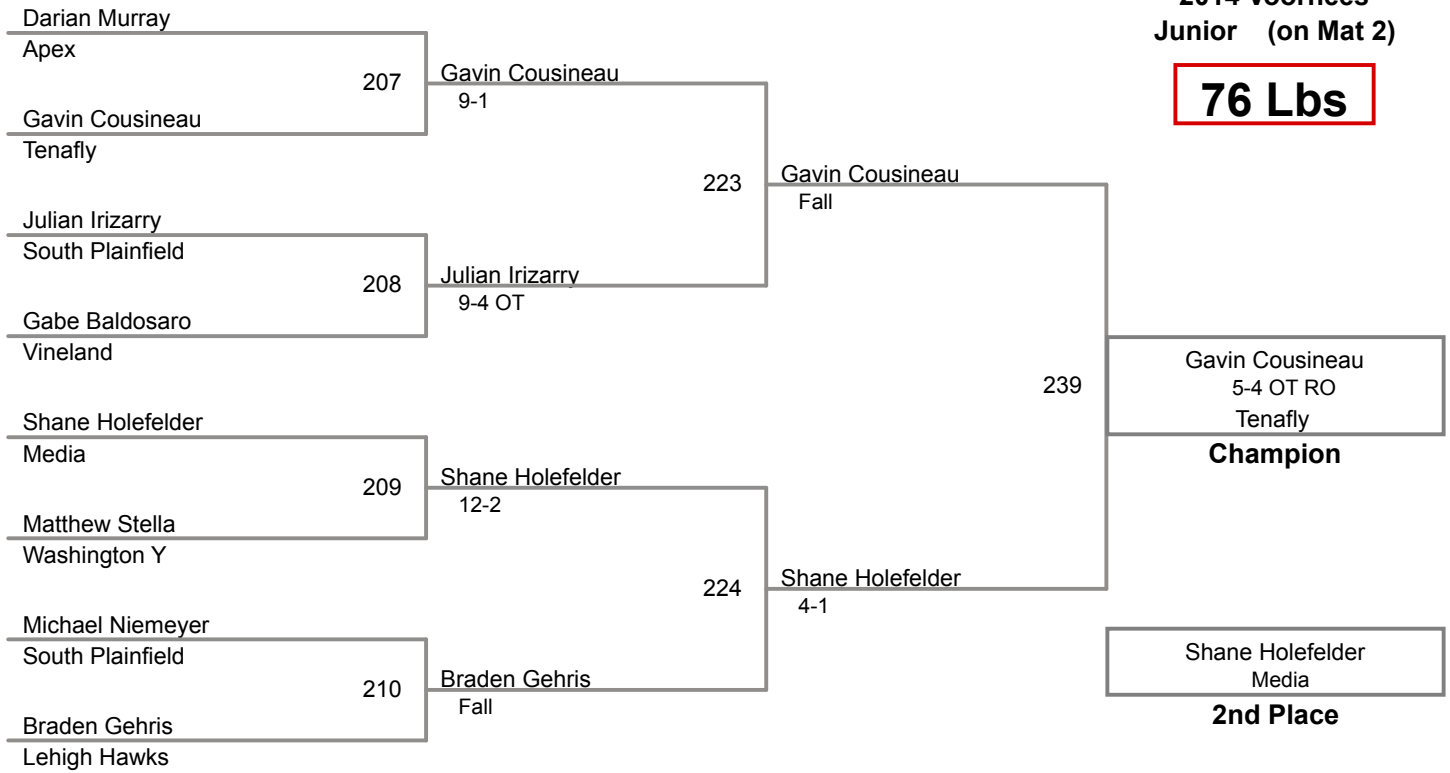 2014 Voorhees
Junior (on Mat 2)
76 Lbs
Darian Murray
Apex
207
Gavin Cousineau
9-1
Gavin Cousineau
Tenafly
223
Gavin Cousineau
Fall
Julian Irizarry
South Plainfield
208
Julian Irizarry
9-4 OT
Gabe Baldosaro
Vineland
239
Gavin Cousineau
5-4 OT RO
Tenafly
Champion
Shane Holefelder
Media
209
Shane Holefelder
12-2
Matthew Stella
Washington Y
224
Shane Holefelder
4-1
Michael Niemeyer
South Plainfield
210
Braden Gehris
Fall
Braden Gehris
Lehigh Hawks
Shane Holefelder
Media
2nd Place